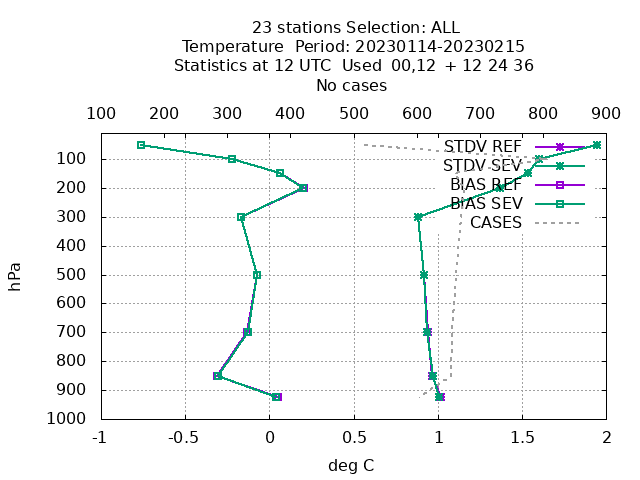 23 stations Selection: ALL
Temperature  Period: 20230114-20230215
Statistics at 12 UTC  Used  00,12  + 12 24 36
No cases
100 200 300 400 500 600 700 800 900
STDV REF
STDV SEV
BIAS REF
BIAS SEV
CASES
hPa
100
200
300
400
500
600
700
800
900
1000
-1 -0.5 0 0.5 1 1.5 2
deg C